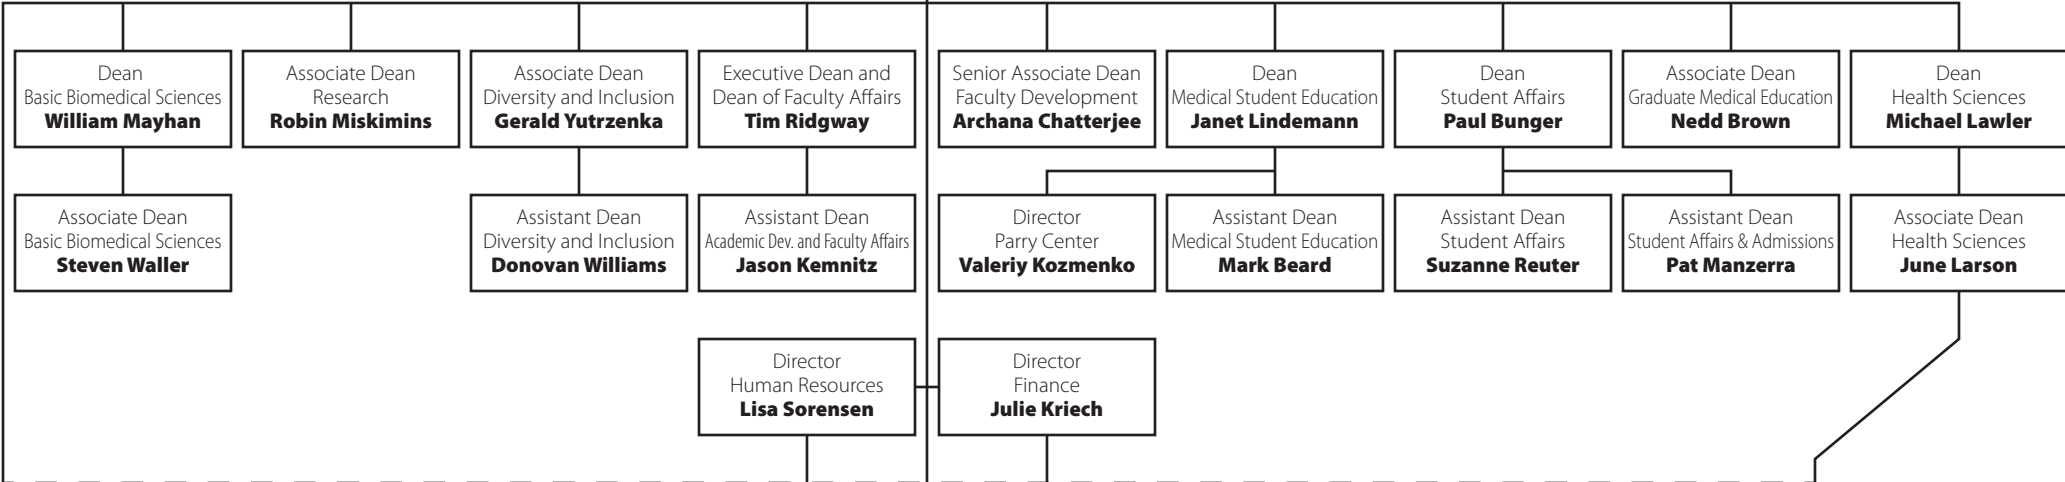 Dean
Basic Biomedical Sciences
William Mayhan
Associate Dean
Research
Robin Miskimins
Associate Dean
Diversity and Inclusion
Gerald Yutrzenka
Executive Dean and
Dean of Faculty Affairs
Tim Ridgway
Senior Associate Dean
Faculty Development
Archana Chatterjee
Dean
Medical Student Education
Janet Lindemann
Dean
Student Affairs
Paul Bunger
Associate Dean
Graduate Medical Education
Nedd Brown
Dean
Health Sciences
Michael Lawler
Associate Dean
Basic Biomedical Sciences
Steven Waller
Assistant Dean
Diversity and Inclusion
Donovan Williams
Assistant Dean
Academic Dev. and Faculty Affairs
Jason Kemnitz
Director
Parry Center
Valeriy Kozmenko
Assistant Dean
Medical Student Education
Mark Beard
Assistant Dean
Student Affairs
Suzanne Reuter
Assistant Dean
Student Affairs & Admissions
Pat Manzerra
Associate Dean
Health Sciences
June Larson
Director
Human Resources
Lisa Sorensen
Director
Finance
Julie Kriech